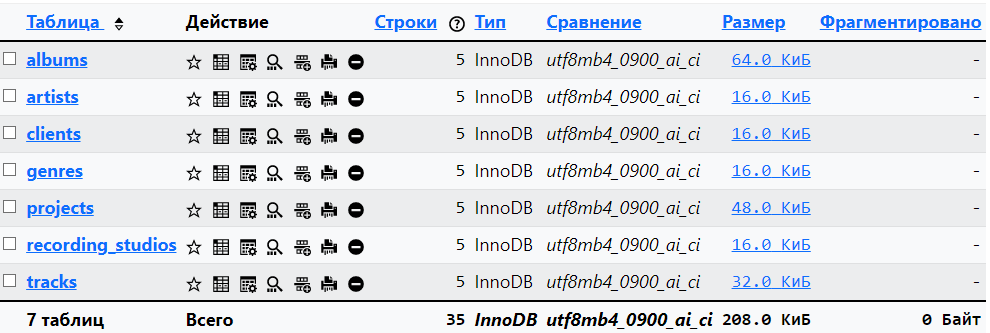 Таблица Действие Строки Тип Сравнение Размер Фрагментировано
albums 5 InnoDB utf8mb4_0900_ai_ci 64.0 КиБ -
artists 5 InnoDB utf8mb4_0900_ai_ci 16.0 КиБ -
clients 5 InnoDB utf8mb4_0900_ai_ci 16.0 КиБ -
genres 5 InnoDB utf8mb4_0900_ai_ci 16.0 КиБ -
projects 5 InnoDB utf8mb4_0900_ai_ci 48.0 КиБ -
recording_studios 5 InnoDB utf8mb4_0900_ai_ci 16.0 КиБ -
tracks 5 InnoDB utf8mb4_0900_ai_ci 32.0 КиБ -
7 таблиц Всего 35 InnoDB utf8mb4_0900_ai_ci 208.0 КиБ 0 Байт